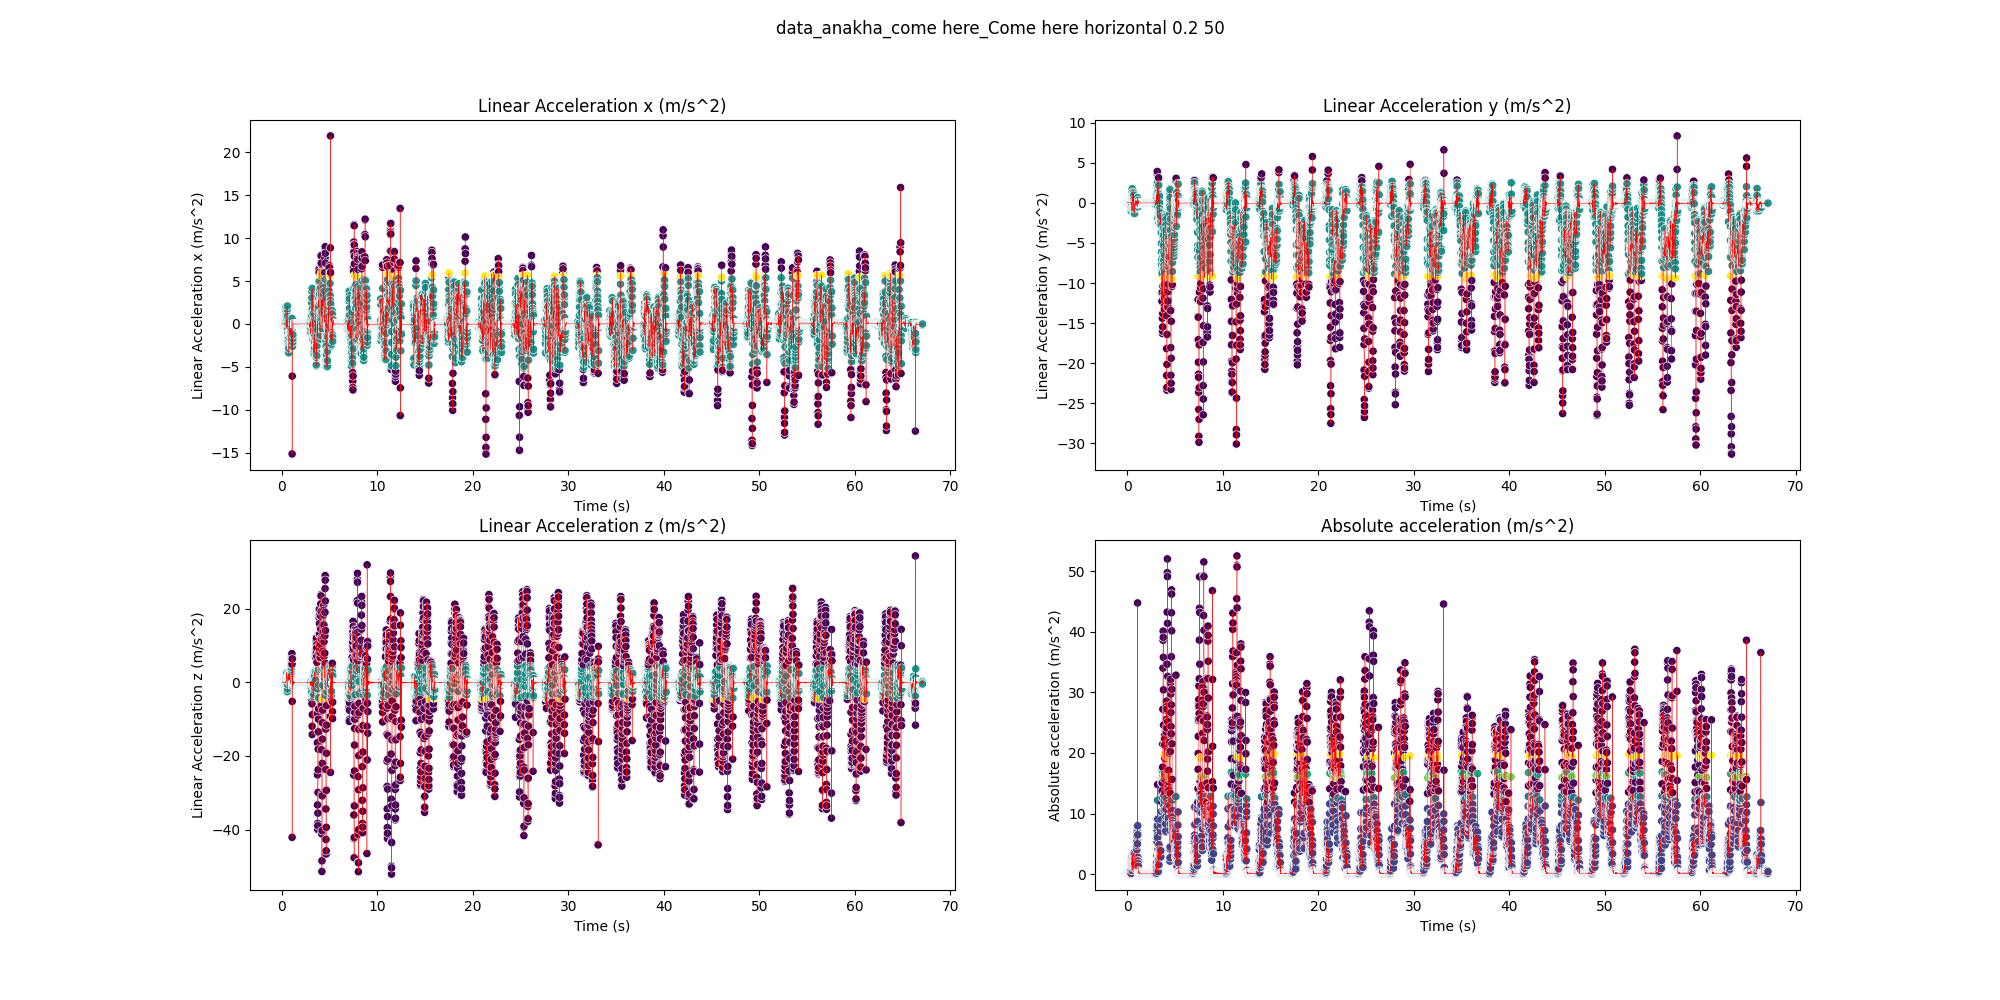 data_anakha_come here_Come here horizontal 0.2 50
Linear Acceleration x (m/s^2)
Linear Acceleration x (m/s^2)
20
15
10
5
0
−5
−10
−15
0 10 20 30 40 50 60 70
Time (s)
Linear Acceleration y (m/s^2)
Linear Acceleration y (m/s^2)
10
5
0
−5
−10
−15
−20
−25
−30
0 10 20 30 40 50 60 70
Time (s)
Linear Acceleration z (m/s^2)
Linear Acceleration z (m/s^2)
20
0
−20
−40
0 10 20 30 40 50 60 70
Time (s)
Absolute acceleration (m/s^2)
Absolute acceleration (m/s^2)
50
40
30
20
10
0
0 10 20 30 40 50 60 70
Time (s)